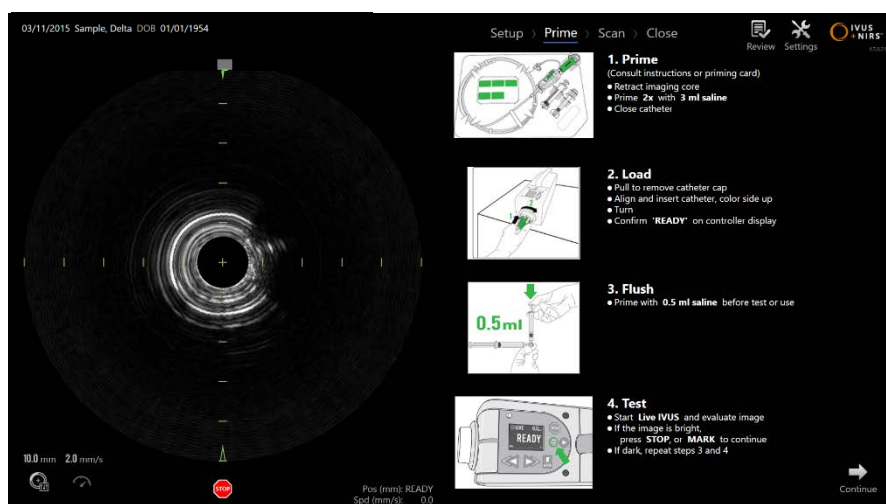 03/11/2015 Sample, Delta DOB 01/01/1954
Setup > Prime > Scan > Close
Review
Settings
IVUS
+NIRS™
1. Prime
(Consult instructions or priming card)
• Retract imaging core
• Prime 2x with 3 ml saline
• Close catheter
2. Load
• Pull to remove catheter cap
• Align and insert catheter, color side up
• Turn
• Confirm 'READY' on controller display
3. Flush
• Prime with 0.5 ml saline before test or use
0.5 ml
4. Test
• Start Live IVUS and evaluate image
• If the image is bright,
press STOP, or MARK to continue
• If dark, repeat steps 3 and 4
READY
10.0 mm 2.0 mm/s
STOP
Pos (mm): READY
Spd (mm/s): 0.0
Continue